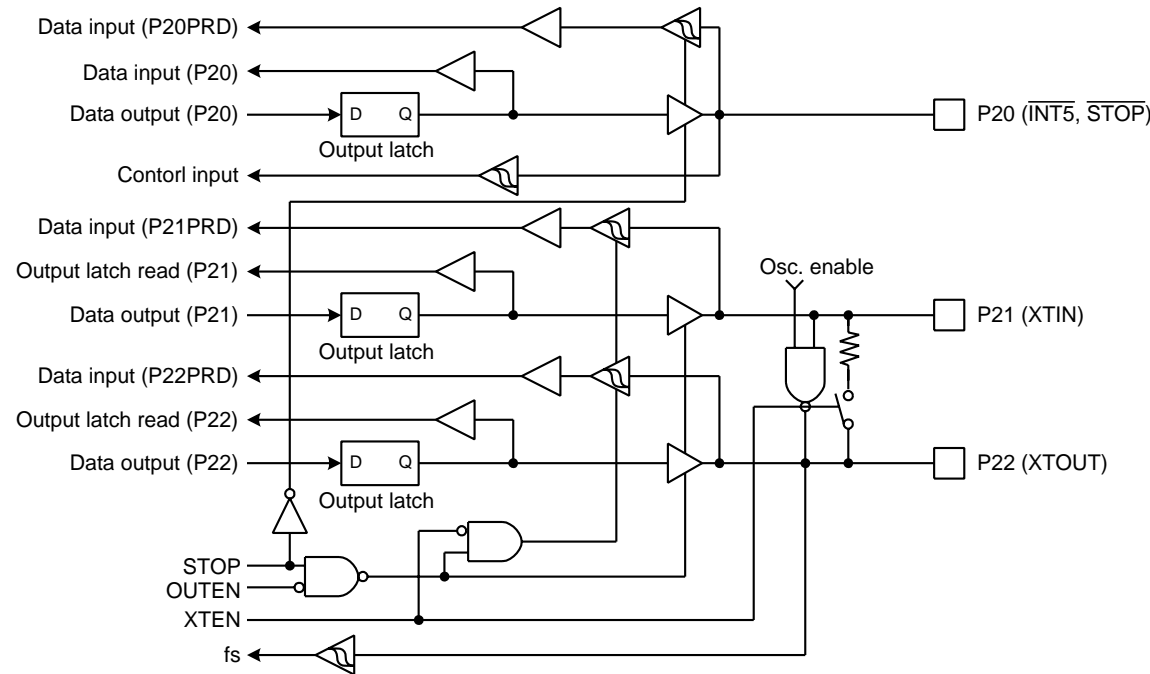 Data input (P20PRD)
Data input (P20)
Data output (P20)
D Q
Output latch
P20 (INT5, STOP)
Contorl input
Data input (P21PRD)
Output latch read (P21)
Osc. enable
Data output (P21)
D Q
Output latch
P21 (XTIN)
Data input (P22PRD)
Output latch read (P22)
Data output (P22)
D Q
Output latch
P22 (XTOUT)
STOP
OUTEN
XTEN
fs